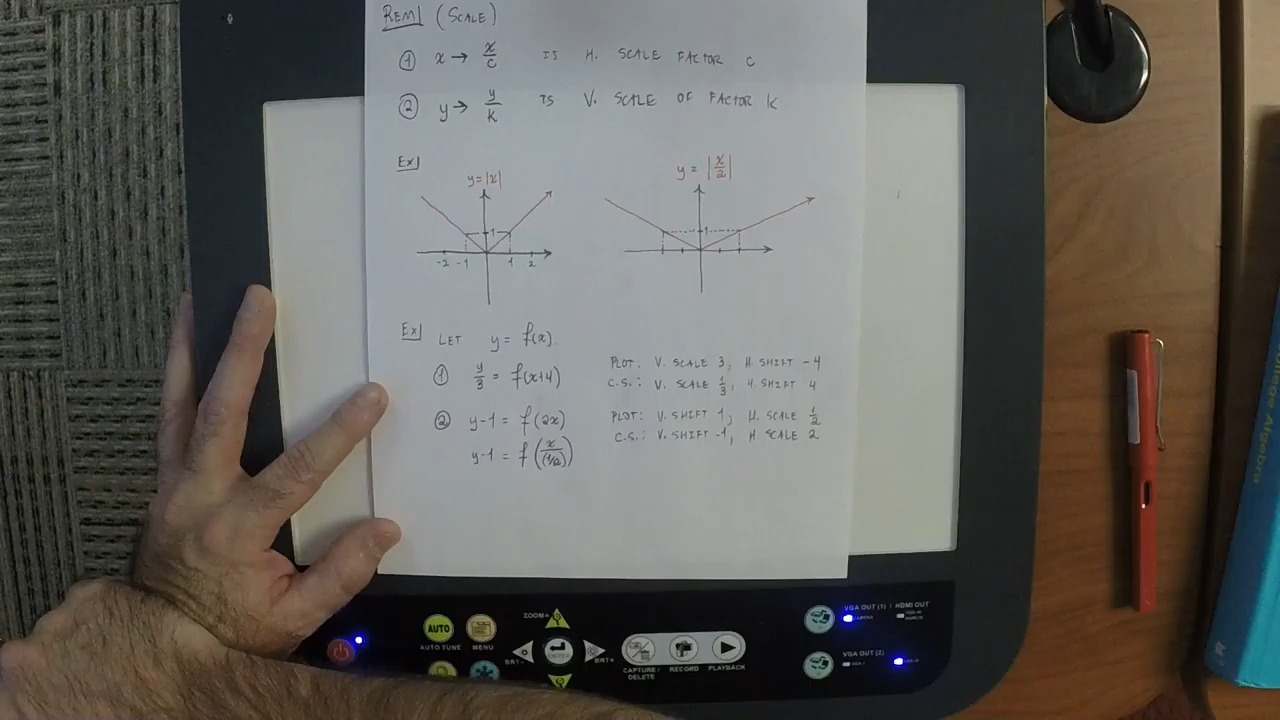 REM (SCALE)
① x → x/c IS H. SCALE FACTOR C
② y → y/k IS V. SCALE OF FACTOR K
Ex
y=|x|
y = |x/2|
1
1
-2 -1 1 2
Ex LET y = f(x).
① y/3 = f(x+4)
PLOT: V. SCALE 3, H. SHIFT -4
C.S.: V. SCALE 1/3, H. SHIFT 4
② y-1 = f(2x)
PLOT: V. SHIFT 1, H. SCALE 1/2
C.S.: V. SHIFT -1, H. SCALE 2
y-1 = f(x/(1/2))
ZOOM+
AUTO
AUTO TUNE
MENU
BRT-
ENTER
BRT+
CAPTURE / DELETE
RECORD
PLAYBACK
VGA OUT (1) / HDMI OUT
CAMERA
VGA OUT (2)
College Algebra